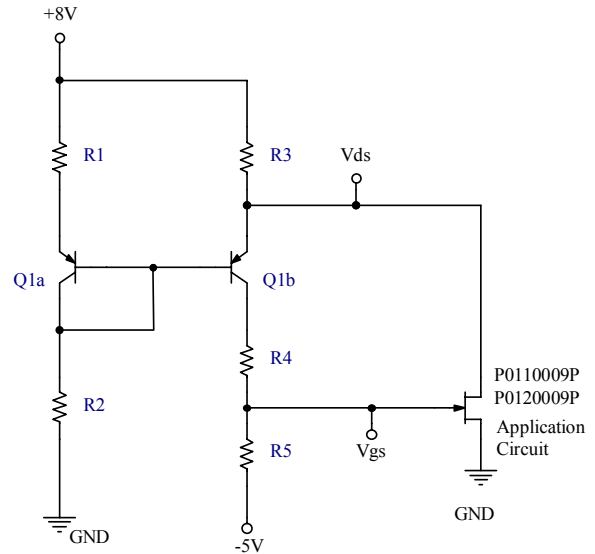 +8V
R1
R3
Vds
Q1a
Q1b
R4
P0110009P
P0120009P
R2
Application
Circuit
R5
Vgs
GND
GND
-5V